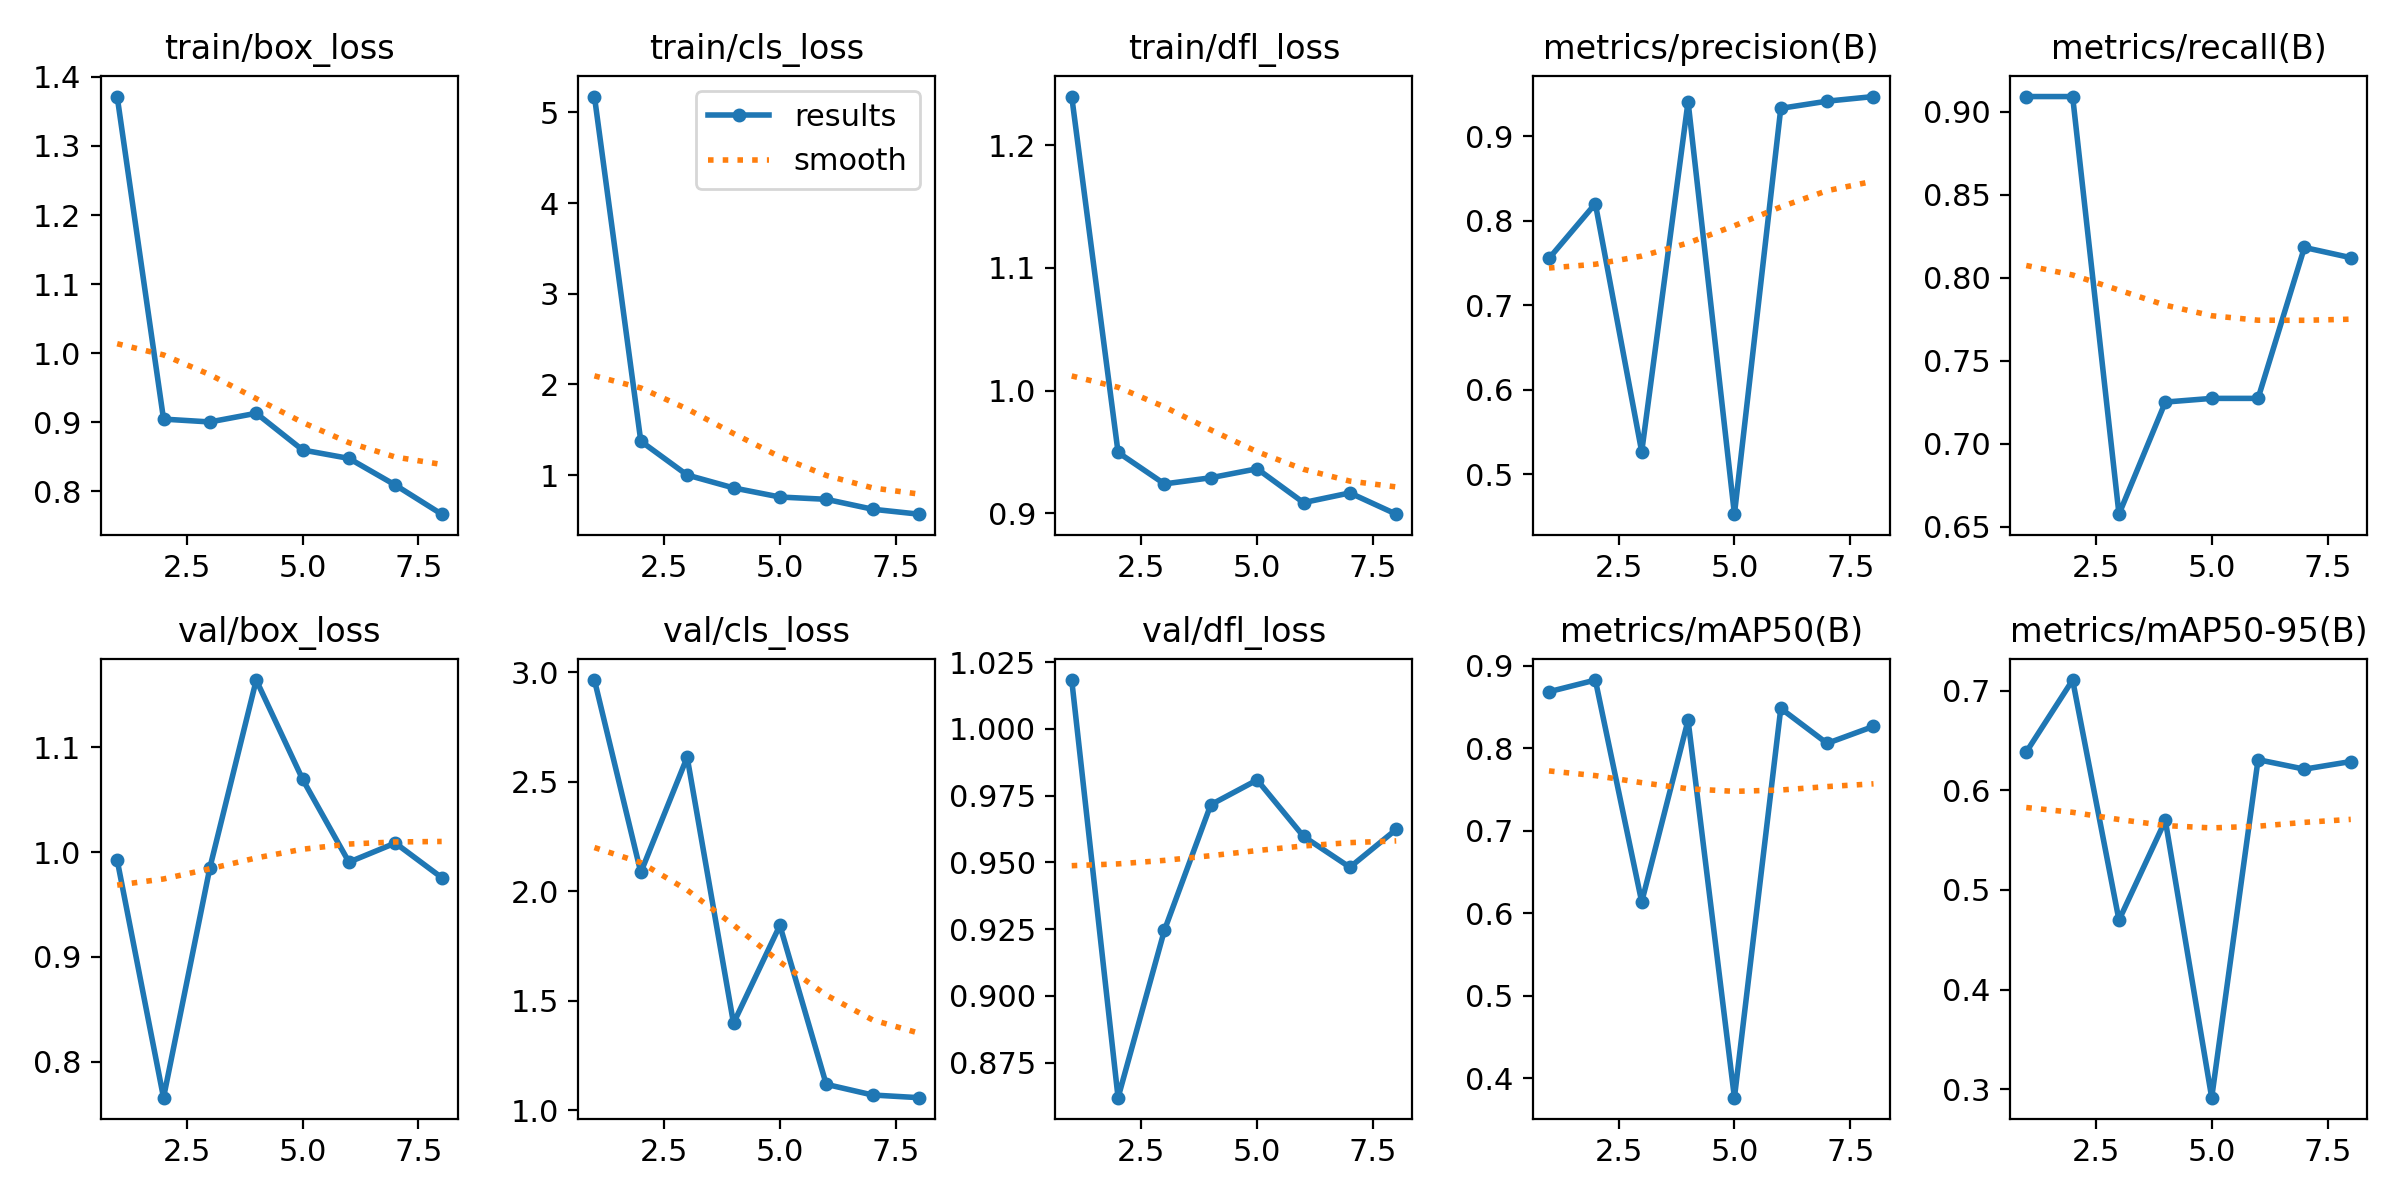 train/box_loss
1.4
1.3
1.2
1.1
1.0
0.9
0.8
2.5 5.0 7.5
train/cls_loss
results
smooth
5
4
3
2
1
2.5 5.0 7.5
train/dfl_loss
1.2
1.1
1.0
0.9
2.5 5.0 7.5
metrics/precision(B)
0.9
0.8
0.7
0.6
0.5
2.5 5.0 7.5
metrics/recall(B)
0.90
0.85
0.80
0.75
0.70
0.65
2.5 5.0 7.5
val/box_loss
1.1
1.0
0.9
0.8
2.5 5.0 7.5
val/cls_loss
3.0
2.5
2.0
1.5
1.0
2.5 5.0 7.5
val/dfl_loss
1.025
1.000
0.975
0.950
0.925
0.900
0.875
2.5 5.0 7.5
metrics/mAP50(B)
0.9
0.8
0.7
0.6
0.5
0.4
2.5 5.0 7.5
metrics/mAP50-95(B)
0.7
0.6
0.5
0.4
0.3
2.5 5.0 7.5